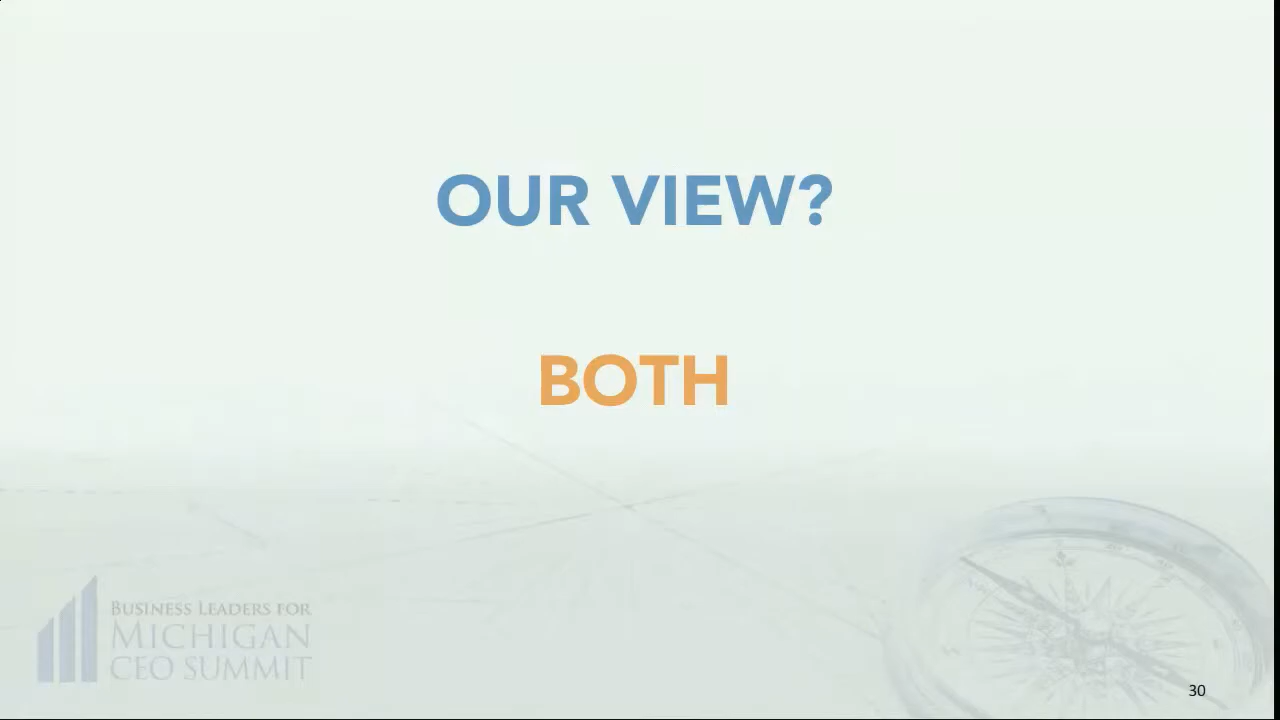 OUR VIEW?
BOTH
BUSINESS LEADERS FOR
MICHIGAN
CEO SUMMIT
30